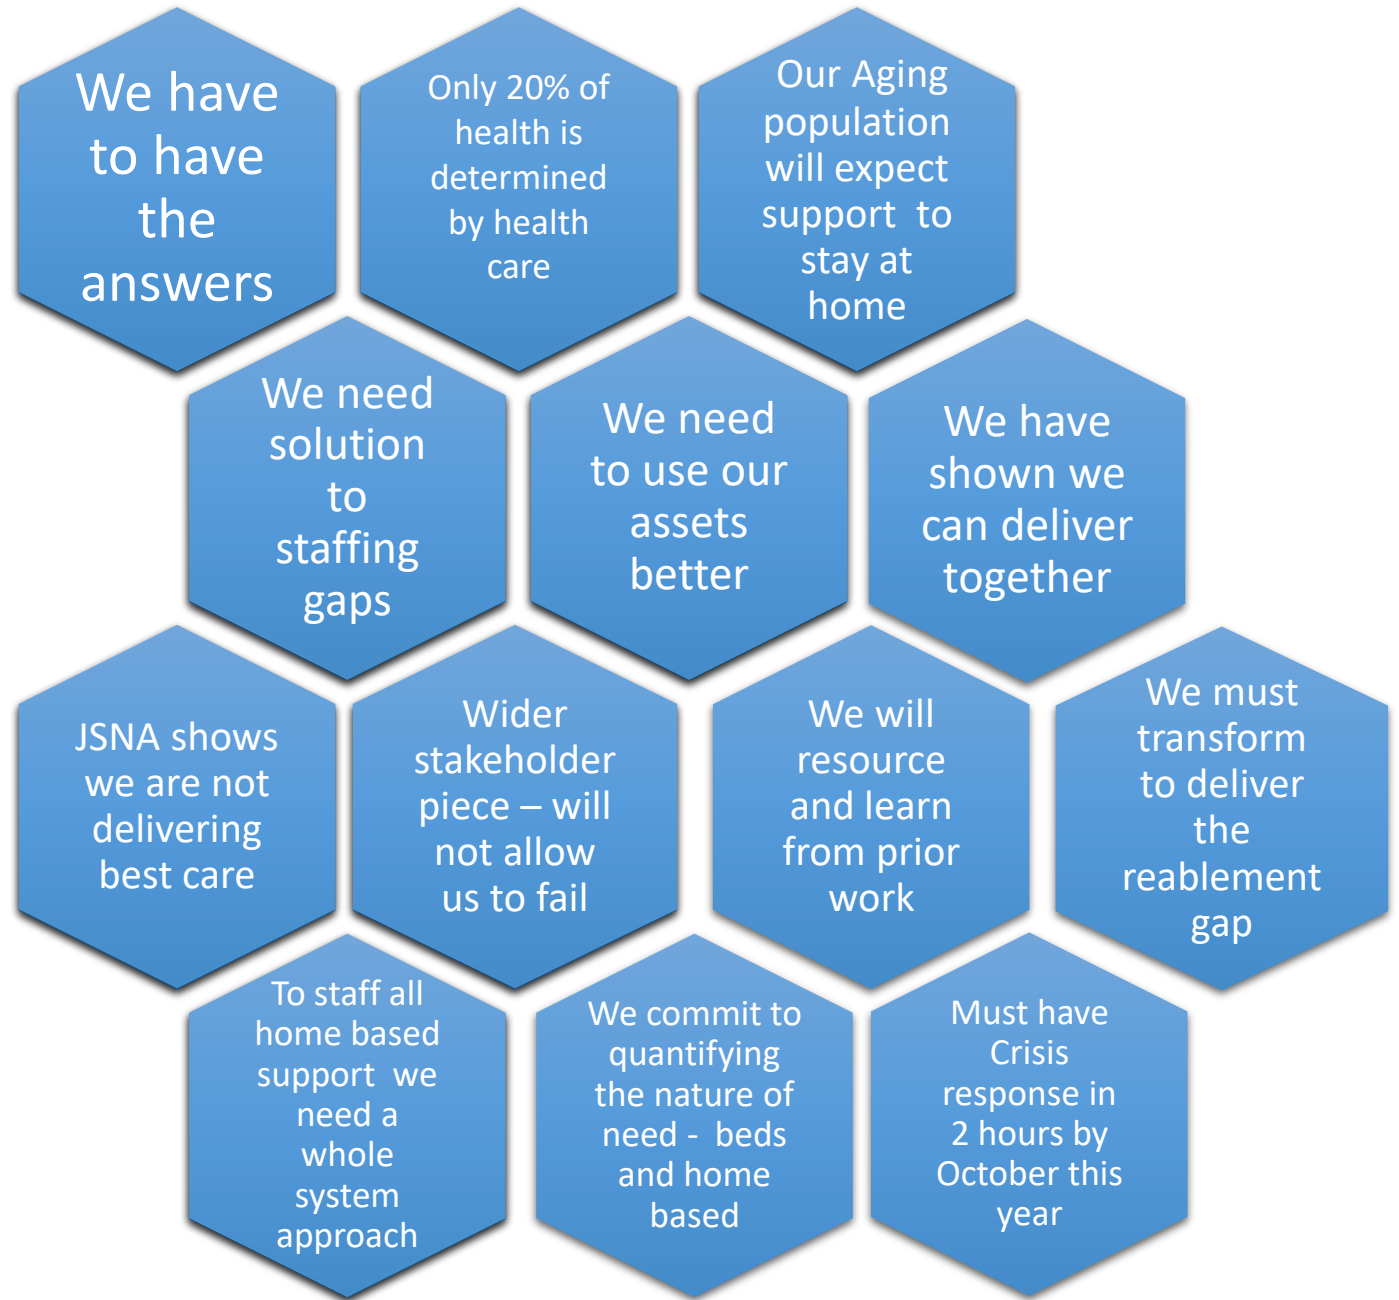 We have
to have
the
answers
Only 20% of
health is
determined
by health
care
Our Aging
population
will expect
support  to
stay at
home
We need
solution
to
staffing
gaps
We need
to use our
assets
better
We have
shown we
can deliver
together
JSNA shows
we are not
delivering
best care
Wider
stakeholder
piece – will
not allow
us to fail
We will
resource
and learn
from prior
work
We must
transform
to deliver
the
reablement
gap
To staff all
home based
support  we
need a
whole
system
approach
We commit to
quantifying
the nature of
need -  beds
and home
based
Must have
Crisis
response in
2 hours by
October this
year